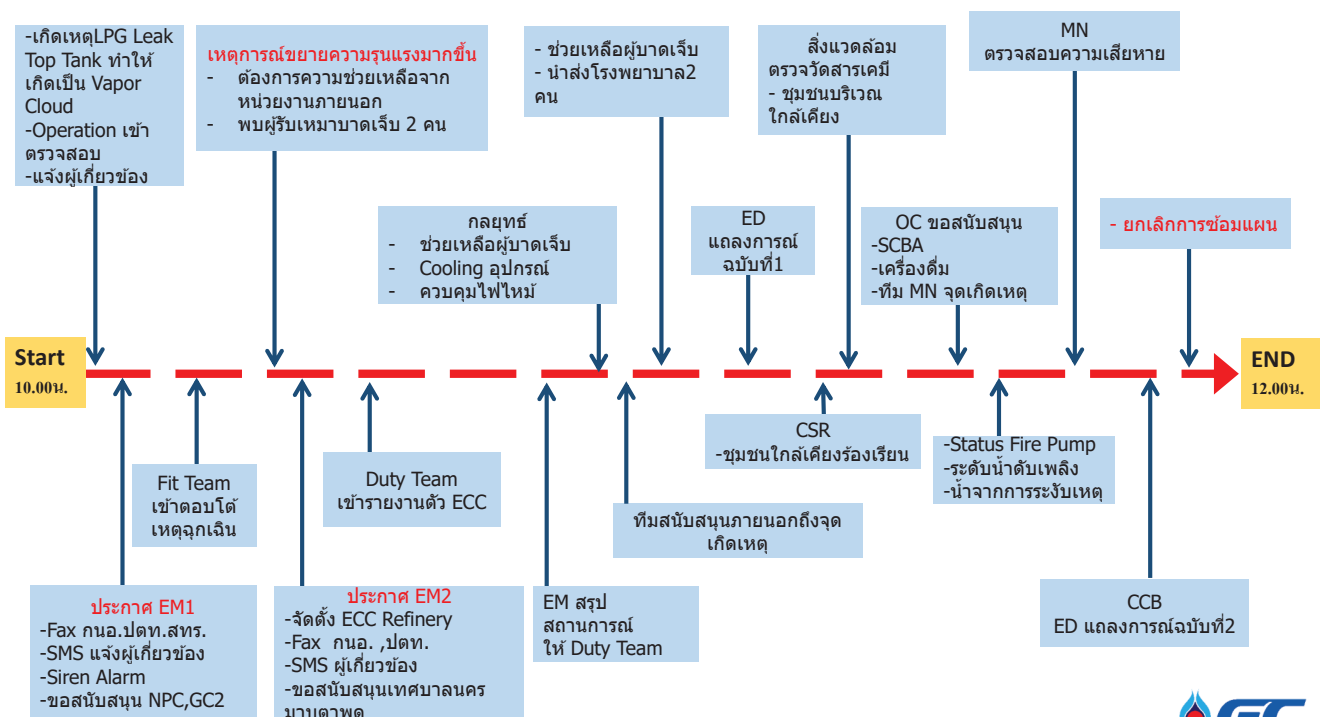 -เกิดเหตุLPG Leak
Top Tank ทำให้
เกิดเป็น Vapor
Cloud
-Operation เข้า
ตรวจสอบ
-แจ้งผู้เกี่ยวข้อง
เหตุการณ์ขยายความรุนแรงมากขึ้น
- ต้องการความช่วยเหลือจาก
หน่วยงานภายนอก
- พบผู้รับเหมาบาดเจ็บ 2 คน
- ช่วยเหลือผู้บาดเจ็บ
- นำส่งโรงพยาบาล2
คน
สิ่งแวดล้อม
ตรวจวัดสารเคมี
- ชุมชนบริเวณ
ใกล้เคียง
MN
ตรวจสอบความเสียหาย
กลยุทธ์
- ช่วยเหลือผู้บาดเจ็บ
- Cooling อุปกรณ์
- ควบคุมไฟไหม้
ED
แถลงการณ์
ฉบับที่1
OC ขอสนับสนุน
-SCBA
-เครื่องดื่ม
-ทีม MN จุดเกิดเหตุ
- ยกเลิกการซ้อมแผน
Start
10.00น.
END
12.00น.
Fit Team
เข้าตอบโต้
เหตุฉุกเฉิน
Duty Team
เข้ารายงานตัว ECC
ทีมสนับสนุนภายนอกถึงจุด
เกิดเหตุ
CSR
-ชุมชนใกล้เคียงร้องเรียน
-Status Fire Pump
-ระดับน้ำดับเพลิง
-น้ำจากการระงับเหตุ
ประกาศ EM1
-Fax กนอ.ปตท.สทร.
-SMS แจ้งผู้เกี่ยวข้อง
-Siren Alarm
-ขอสนับสนุน NPC,GC2
ประกาศ EM2
-จัดตั้ง ECC Refinery
-Fax กนอ. ,ปตท.
-SMS ผู้เกี่ยวข้อง
-ขอสนับสนุนเทศบาลนคร
มาบตาพุด
EM สรุป
สถานการณ์
ให้ Duty Team
CCB
ED แถลงการณ์ฉบับที่2
GC